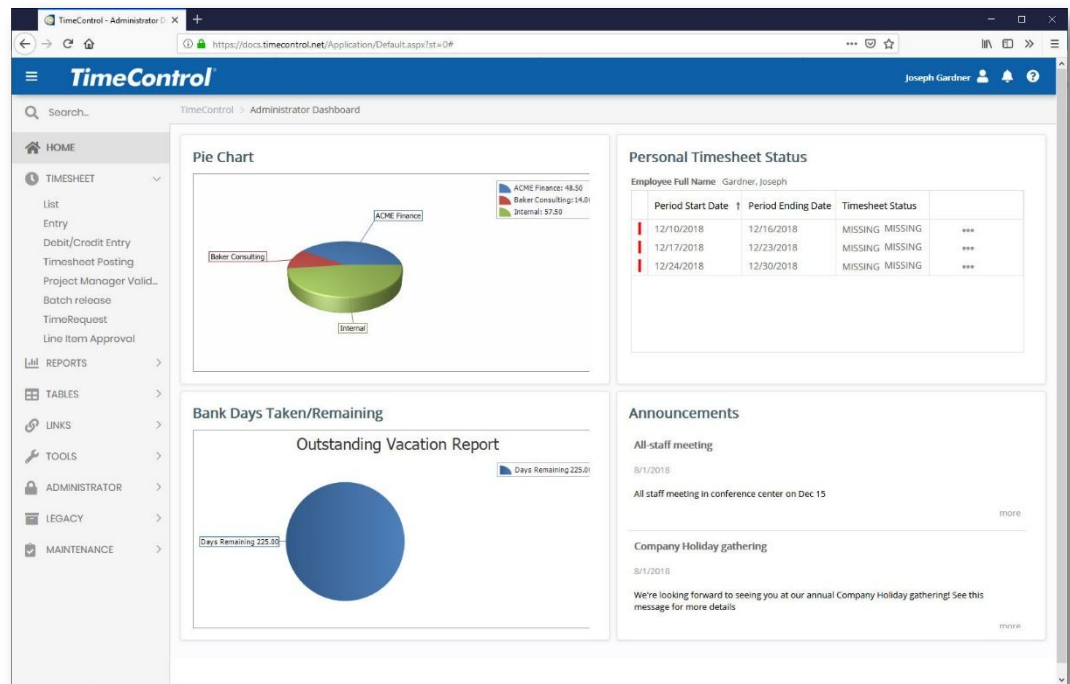 TimeControl - Administrator D
https://docs.timecontrol.net/Application/Default.aspx?st=0#
TimeControl
Joseph Gardner
Search...
TimeControl > Administrator Dashboard
HOME
TIMESHEET
List
Entry
Debit/Credit Entry
Timesheet Posting
Project Manager Valid...
Batch release
TimeRequest
Line Item Approval
REPORTS
TABLES
LINKS
TOOLS
ADMINISTRATOR
LEGACY
MAINTENANCE
Pie Chart
ACME Finance: 48.50
Baker Consulting: 14.0
Internal: 57.50
ACME Finance
Baker Consulting
Internal
Personal Timesheet Status
Employee Full Name Gardner, Joseph
Period Start Date ↑ Period Ending Date Timesheet Status
12/10/2018 12/16/2018 MISSING MISSING
12/17/2018 12/23/2018 MISSING MISSING
12/24/2018 12/30/2018 MISSING MISSING
Bank Days Taken/Remaining
Outstanding Vacation Report
Days Remaining 225.0
Days Remaining 225.00
Announcements
All-staff meeting
8/1/2018
All staff meeting in conference center on Dec 15
more
Company Holiday gathering
8/1/2018
We're looking forward to seeing you at our annual Company Holiday gathering! See this
message for more details
more